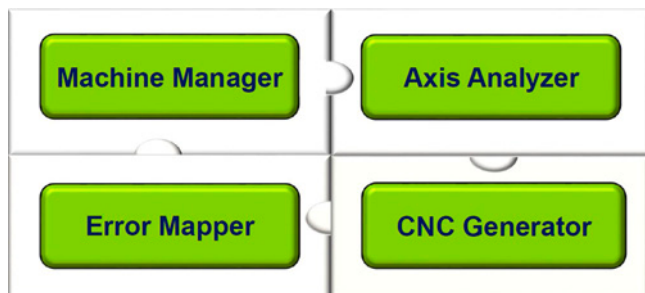 Machine Manager
Axis Analyzer
Error Mapper
CNC Generator